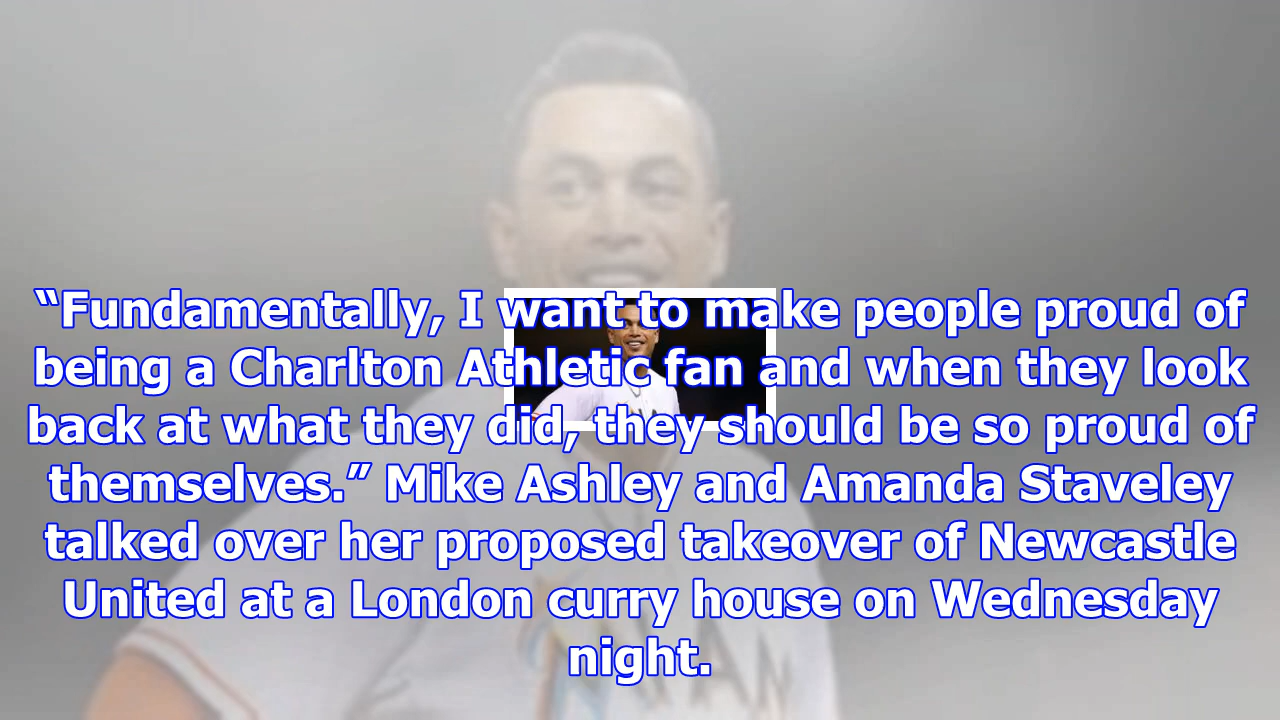 “Fundamentally, I want to make people proud of
being a Charlton Athletic fan and when they look
back at what they did, they should be so proud of
themselves.” Mike Ashley and Amanda Staveley
talked over her proposed takeover of Newcastle
United at a London curry house on Wednesday
night.